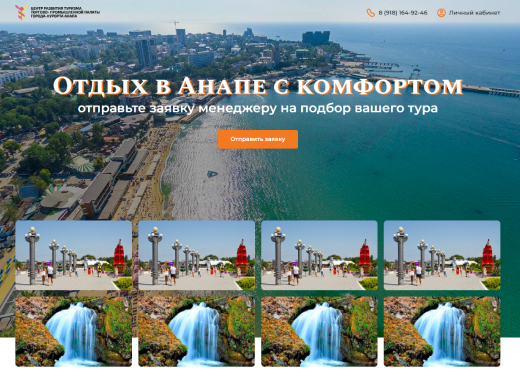 ЦЕНТР РАЗВИТИЯ ТУРИЗМА
ТОРГОВО-ПРОМЫШЛЕННОЙ ПАЛАТЫ
ГОРОДА-КУРОРТА АНАПА
8 (918) 164-92-46
Личный кабинет
Отдых в Анапе с комфортом
отправьте заявку менеджеру на подбор вашего тура
Отправить заявку